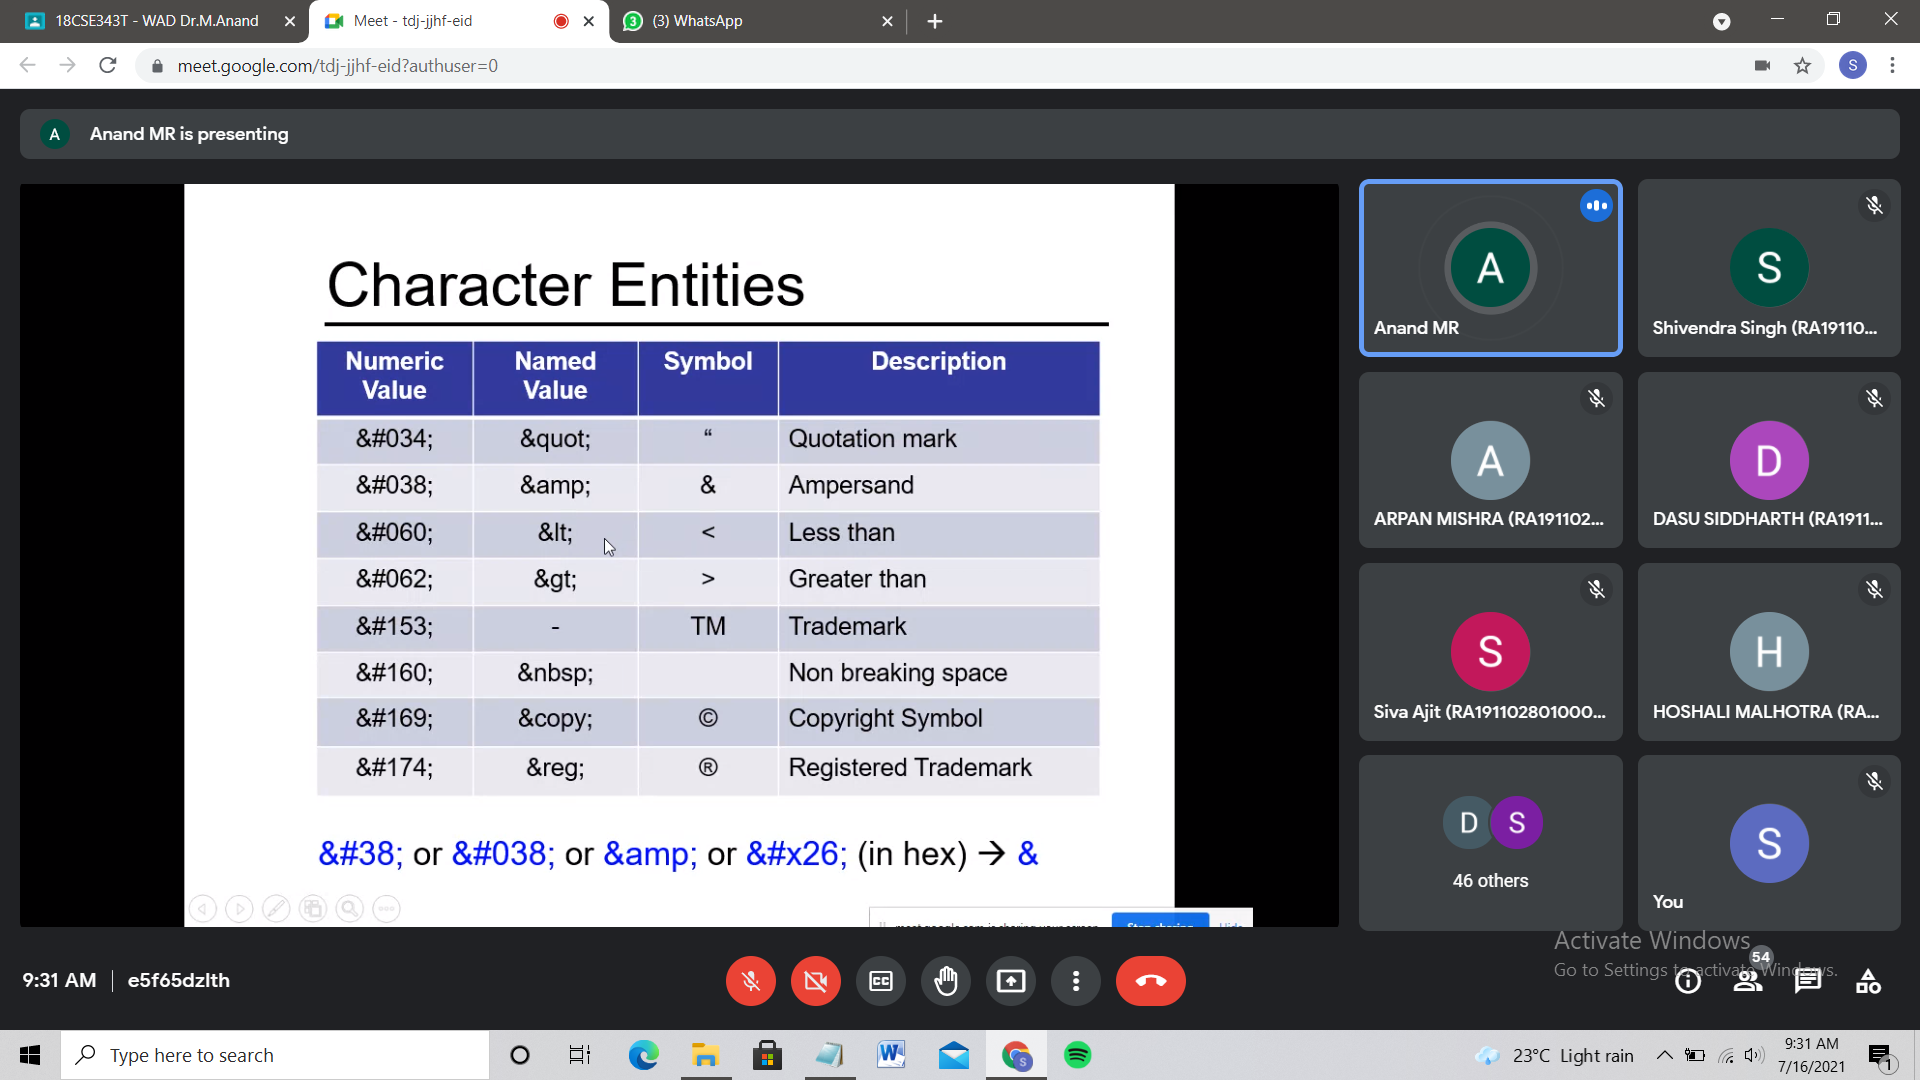 18CSE343T - WAD Dr.M.Anand
Meet - tdj-jjhf-eid
3
(3) WhatsApp
meet.google.com/tdj-jjhf-eid?authuser=0
S
A
Anand MR is presenting
Character Entities
Numeric Value Named Value Symbol Description
&#034; &quot; “ Quotation mark
&#038; &amp; & Ampersand
&#060; &lt; < Less than
&#062; &gt; > Greater than
&#153; - TM Trademark
&#160; &nbsp; Non breaking space
&#169; &copy; © Copyright Symbol
&#174; &reg; ® Registered Trademark
&#38; or &#038; or &amp; or &#x26; (in hex) → &
A
Anand MR
S
Shivendra Singh (RA19110...
A
ARPAN MISHRA (RA191102...
D
DASU SIDDHARTH (RA1911...
S
Siva Ajit (RA191102801000...
H
HOSHALI MALHOTRA (RA...
D S
46 others
S
You
Activate Windows
Go to Settings to activate Windows.
9:31 AM
e5f65dzlth
54
Type here to search
23°C Light rain
9:31 AM
7/16/2021
1